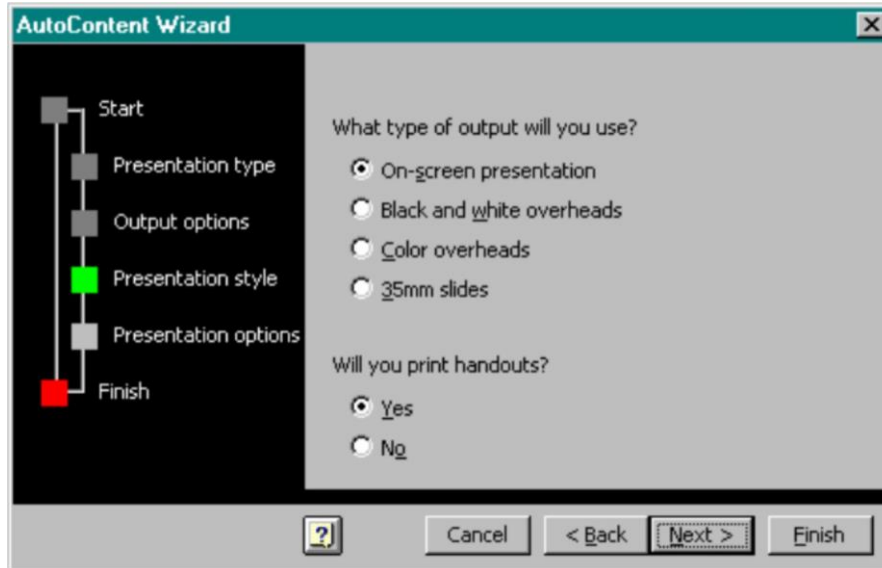 AutoContent Wizard
Start
Presentation type
Output options
Presentation style
Presentation options
Finish
What type of output will you use?
On-screen presentation
Black and white overheads
Color overheads
35mm slides
Will you print handouts?
Yes
No
Cancel
< Back
Next >
Finish